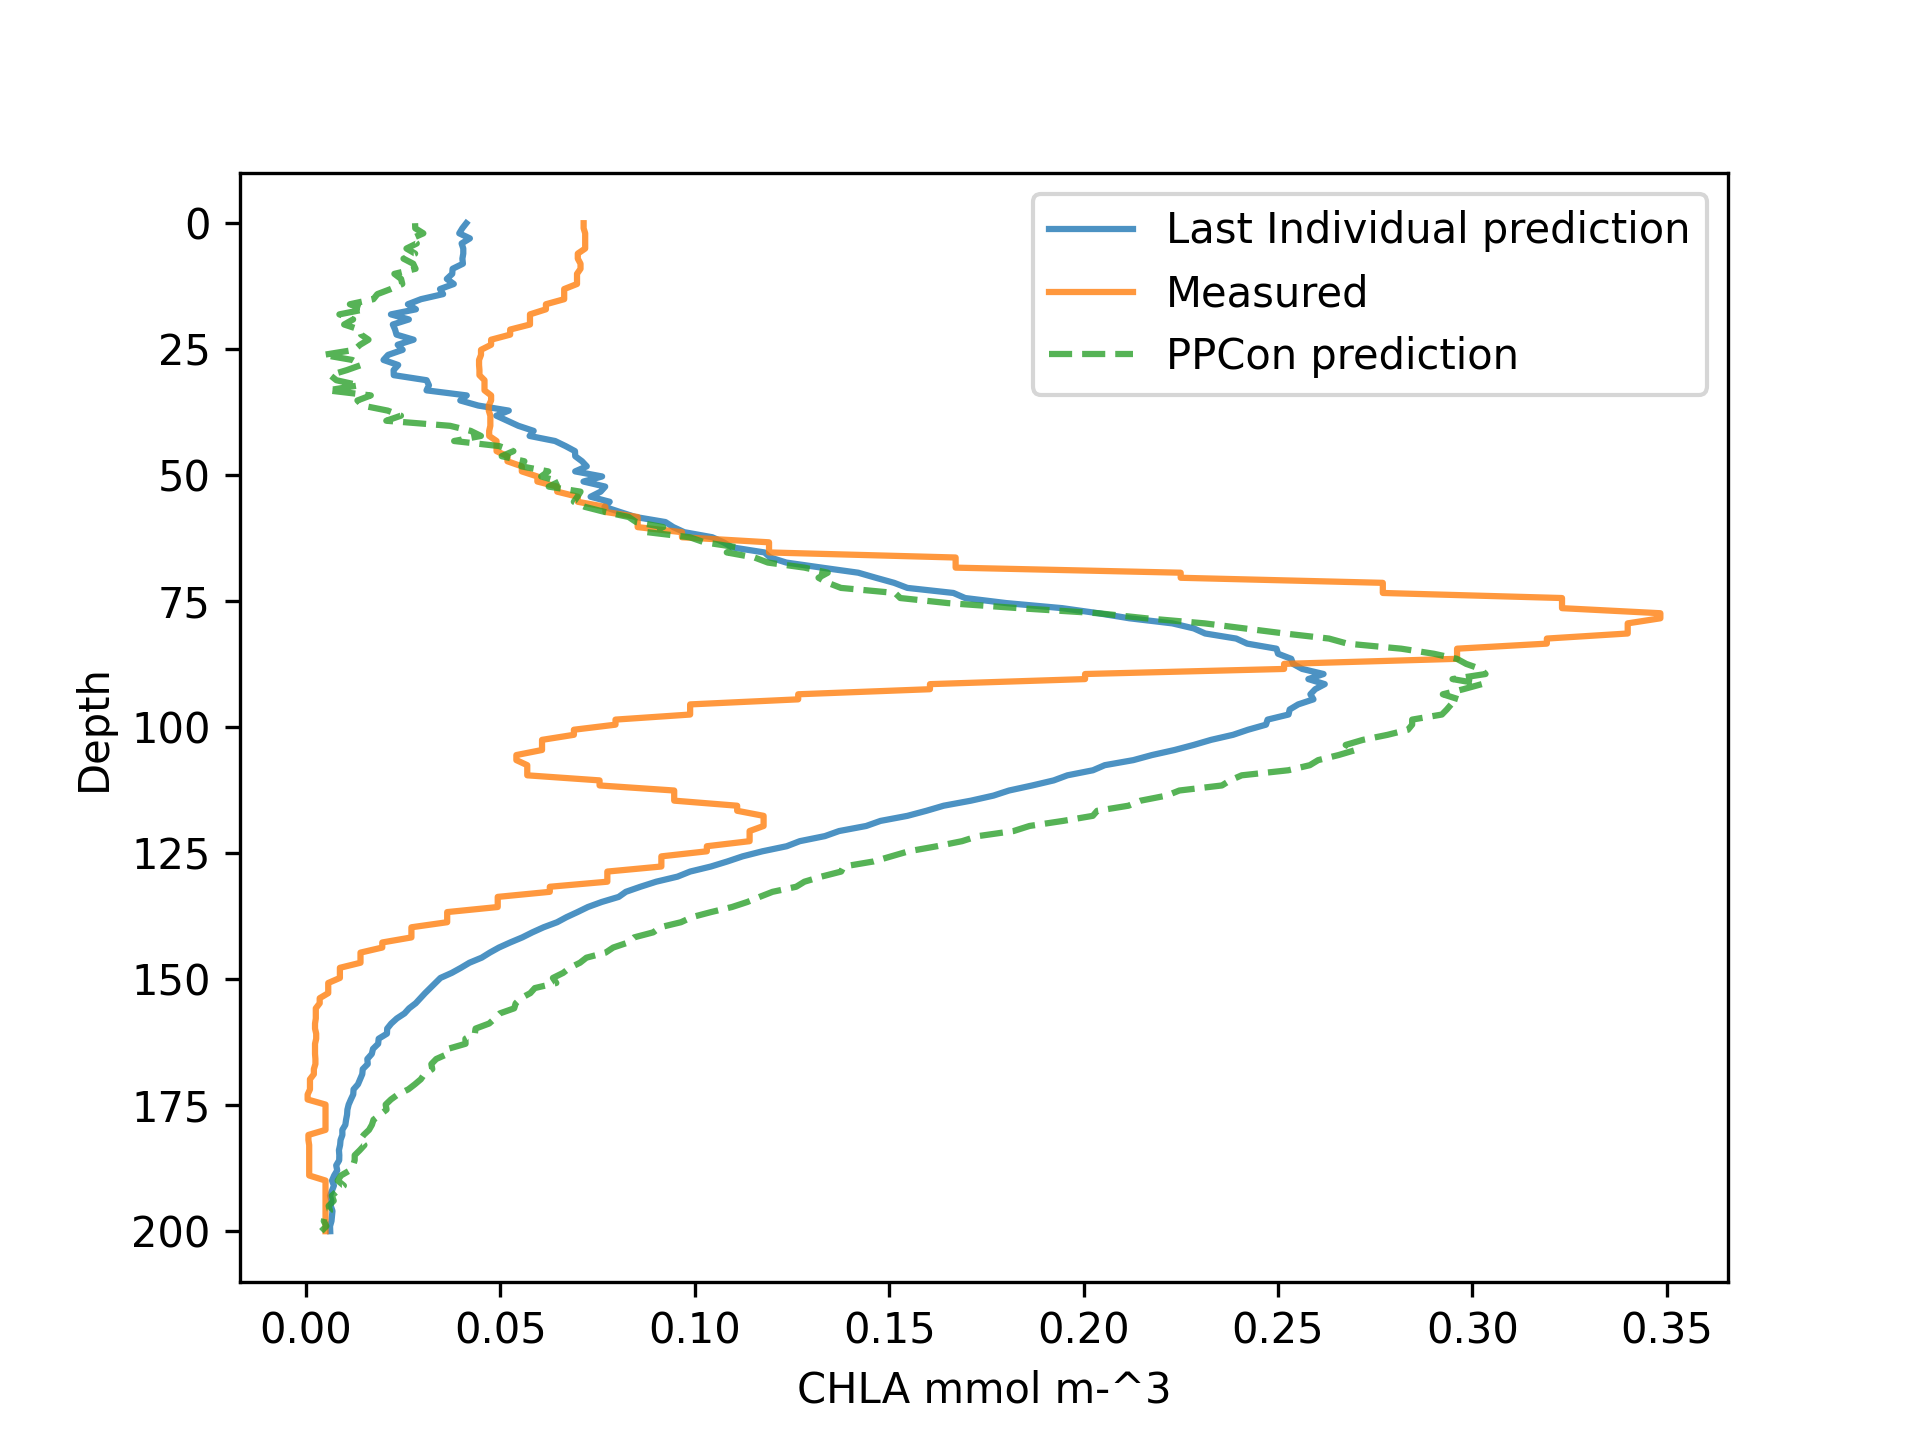 Last Individual prediction
Measured
PPCon prediction
0
25
50
75
100
125
150
175
200
Depth
0.00 0.05 0.10 0.15 0.20 0.25 0.30 0.35
CHLA mmol m-^3